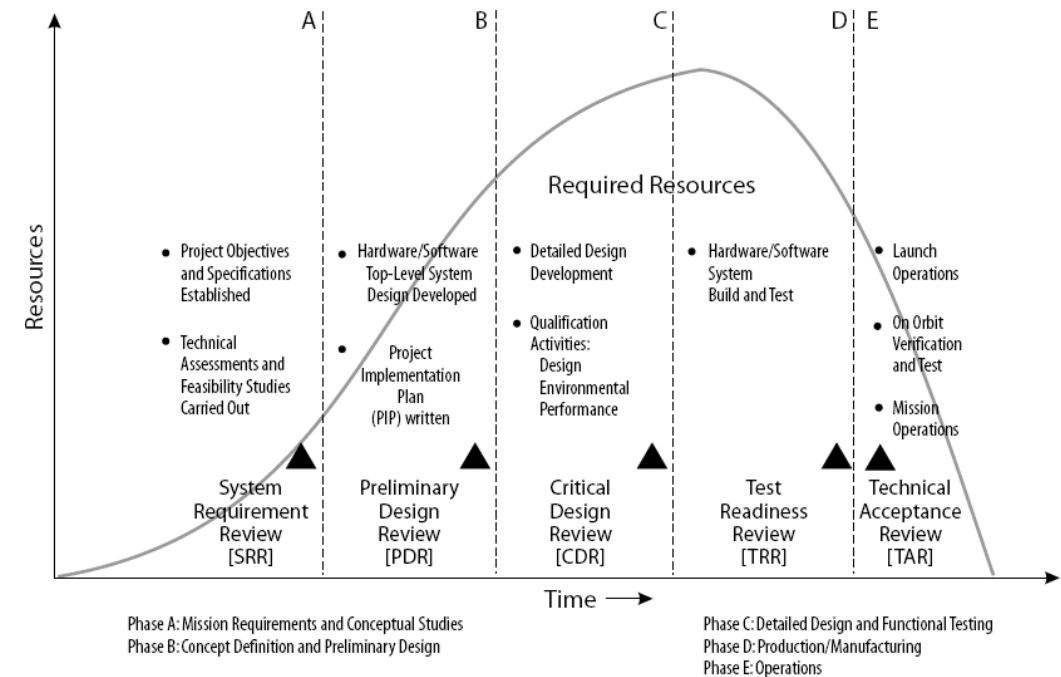 A
B
C
D
E
Resources
Required Resources
Project Objectives
and Specifications
Established
Technical
Assessments and
Feasibility Studies
Carried Out
Hardware/Software
Top-Level System
Design Developed
Project
Implementation
Plan
(PIP) written
Detailed Design
Development
Qualification
Activities:
Design
Environmental
Performance
Hardware/Software
System
Build and Test
Launch
Operations
On Orbit
Verification
and Test
Mission
Operations
System
Requirement
Review
[SRR]
Preliminary
Design
Review
[PDR]
Critical
Design
Review
[CDR]
Test
Readiness
Review
[TRR]
Technical
Acceptance
Review
[TAR]
Time
Phase A: Mission Requirements and Conceptual Studies
Phase B: Concept Definition and Preliminary Design
Phase C: Detailed Design and Functional Testing
Phase D: Production/Manufacturing
Phase E: Operations